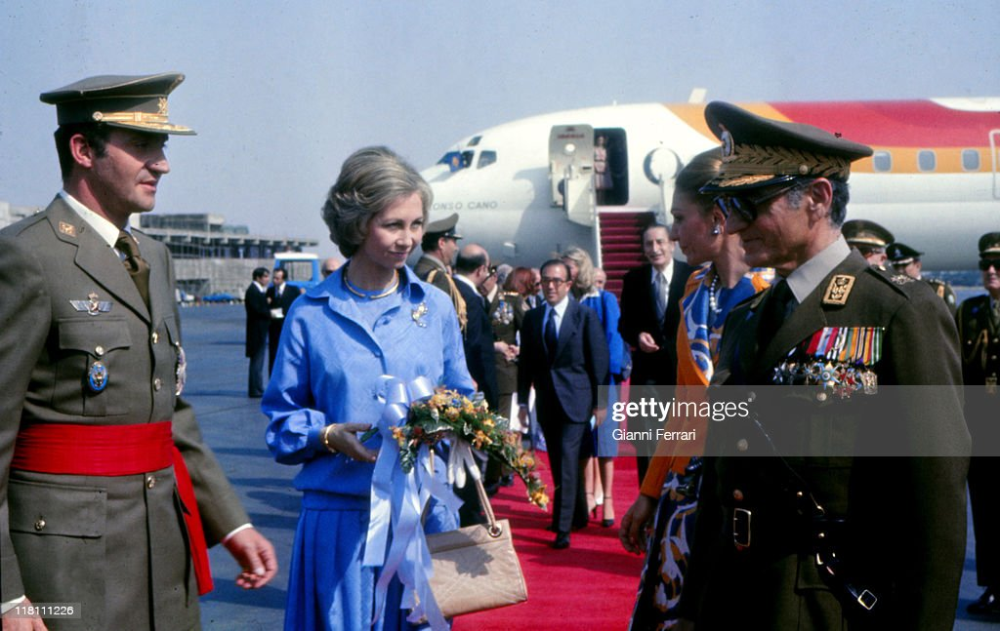 ONSO CANO
gettyimages
Gianni Ferrari
118111226